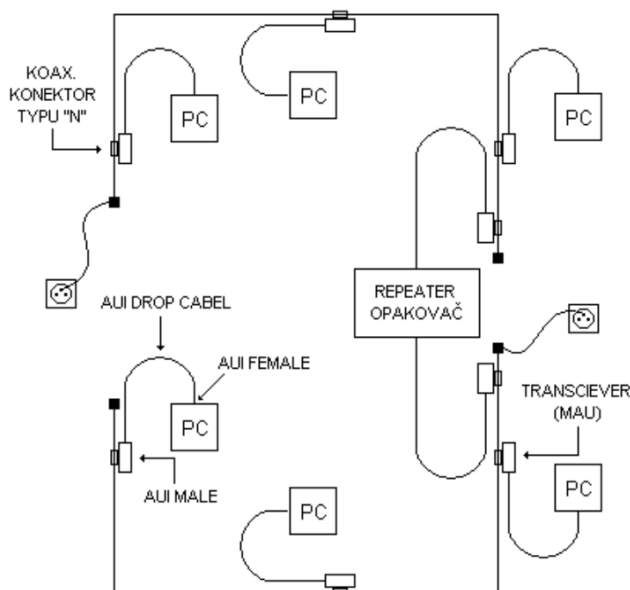 KOAX.
KONEKTOR
TYPU "N"
PC
PC
PC
REPEATER
OPAKOVAČ
AUI DROP CABEL
AUI FEMALE
PC
TRANSCIEVER
(MAU)
AUI MALE
PC
PC